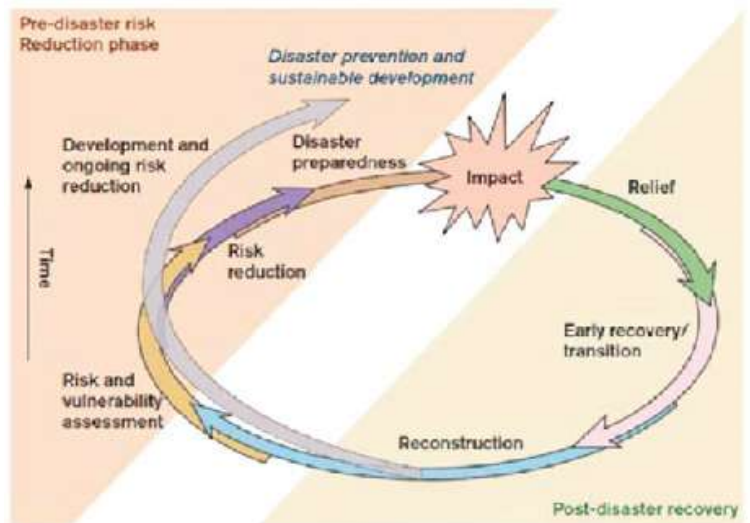 Pre-disaster risk
Reduction phase
Disaster prevention and
sustainable development
Development and
ongoing risk
reduction
Disaster
preparedness
Impact
Relief
Risk
reduction
Time
Early recovery/
transition
Risk and
vulnerability
assessment
Reconstruction
Post-disaster recovery